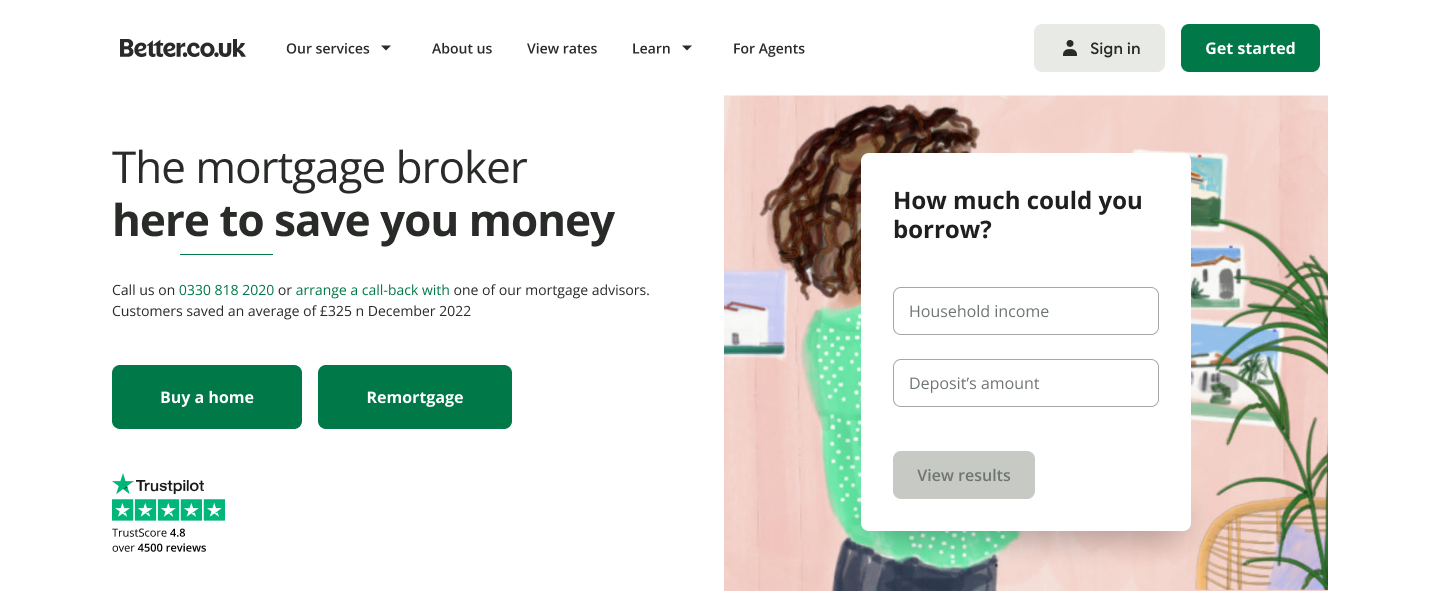 Better.co.uk
Our services
About us
View rates
Learn
For Agents
Sign in
Get started
The mortgage broker
here to save you money
Call us on 0330 818 2020 or arrange a call-back with one of our mortgage advisors.
Customers saved an average of £325 n December 2022
Buy a home
Remortgage
Trustpilot
TrustScore 4.8
over 4500 reviews
How much could you
borrow?
Household income
Deposit’s amount
View results